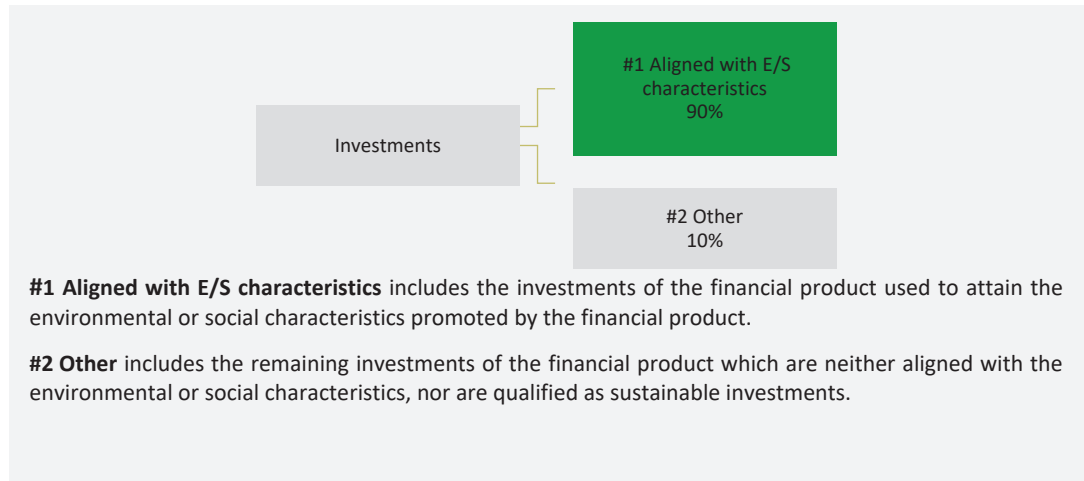 #1 Aligned with E/S
characteristics
90%
Investments
#2 Other
10%
#1 Aligned with E/S characteristics includes the investments of the financial product used to attain the
environmental or social characteristics promoted by the financial product.
#2 Other includes the remaining investments of the financial product which are neither aligned with the
environmental or social characteristics, nor are qualified as sustainable investments.